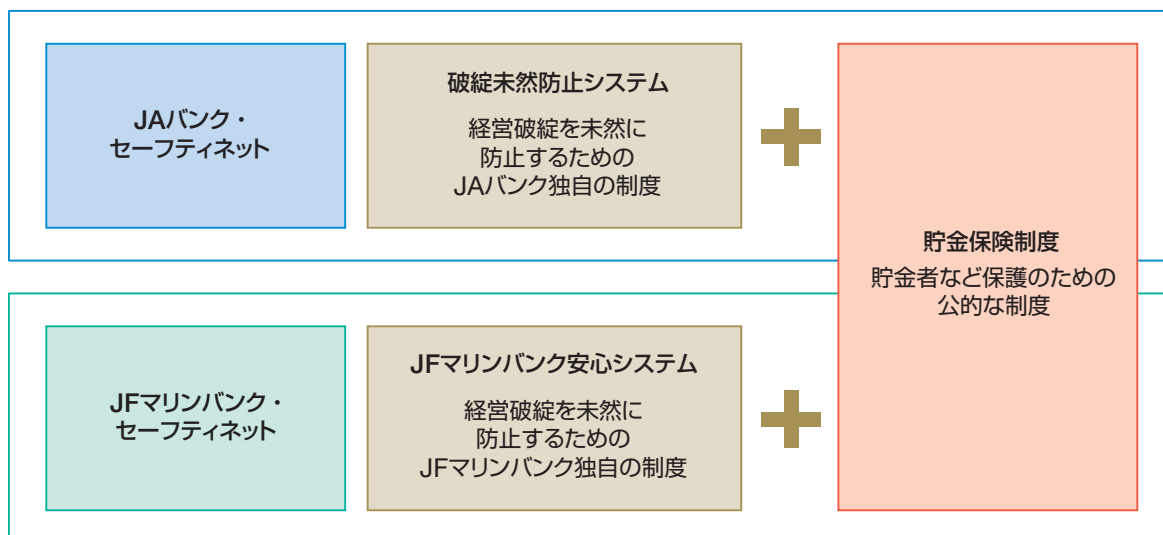 JAバンク・
セーフティネット
破綻未然防止システム
経営破綻を未然に
防止するための
JAバンク独自の制度
貯金保険制度
貯金者など保護のための
公的な制度
JFマリンバンク・
セーフティネット
JFマリンバンク安心システム
経営破綻を未然に
防止するための
JFマリンバンク独自の制度